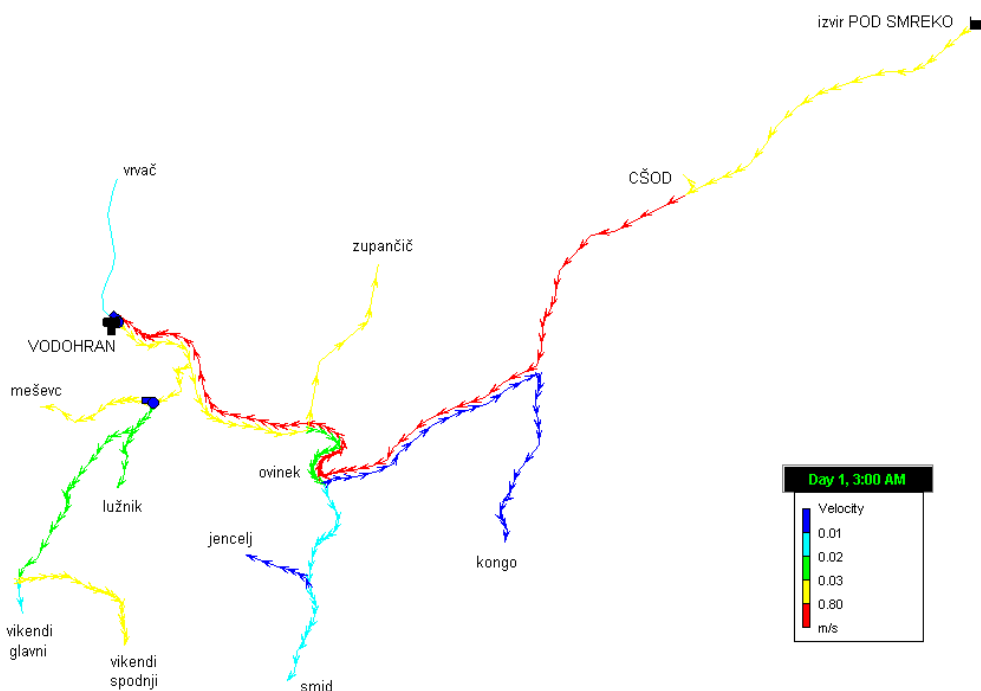 izvir POD SMREKO
vrvač
CŠOD
zupančič
VODOHRAN
meševc
ovinek
lužnik
jencelj
kongo
vikendi
glavni
vikendi
spodnji
smid
Day 1, 3:00 AM
Velocity
0.01
0.02
0.03
0.80
m/s